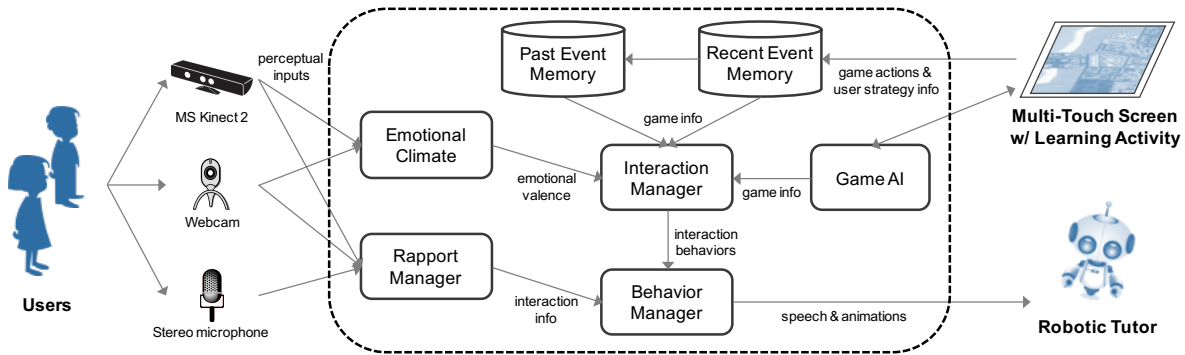 perceptual
inputs
MS Kinect 2
Webcam
Stereo microphone
Users
Past Event
Memory
Recent Event
Memory
game actions &
user strategy info
Multi-Touch Screen
w/ Learning Activity
game info
Emotional
Climate
emotional
valence
Interaction
Manager
game info
Game AI
interaction
behaviors
Rapport
Manager
interaction
info
Behavior
Manager
speech & animations
Robotic Tutor